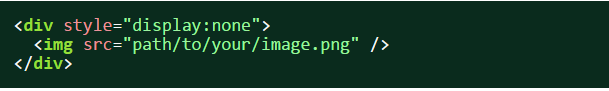 <div style="display:none">
  <img src="path/to/your/image.png" />
</div>